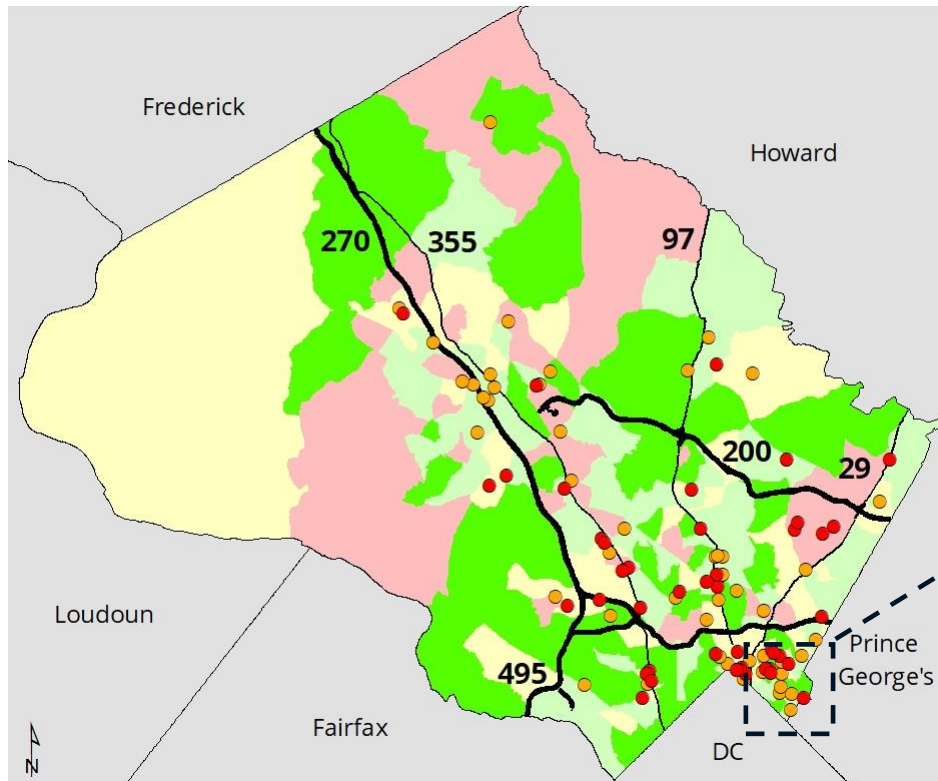 Frederick
Howard
270
355
97
200
29
Loudoun
495
Prince
George's
Fairfax
DC
N